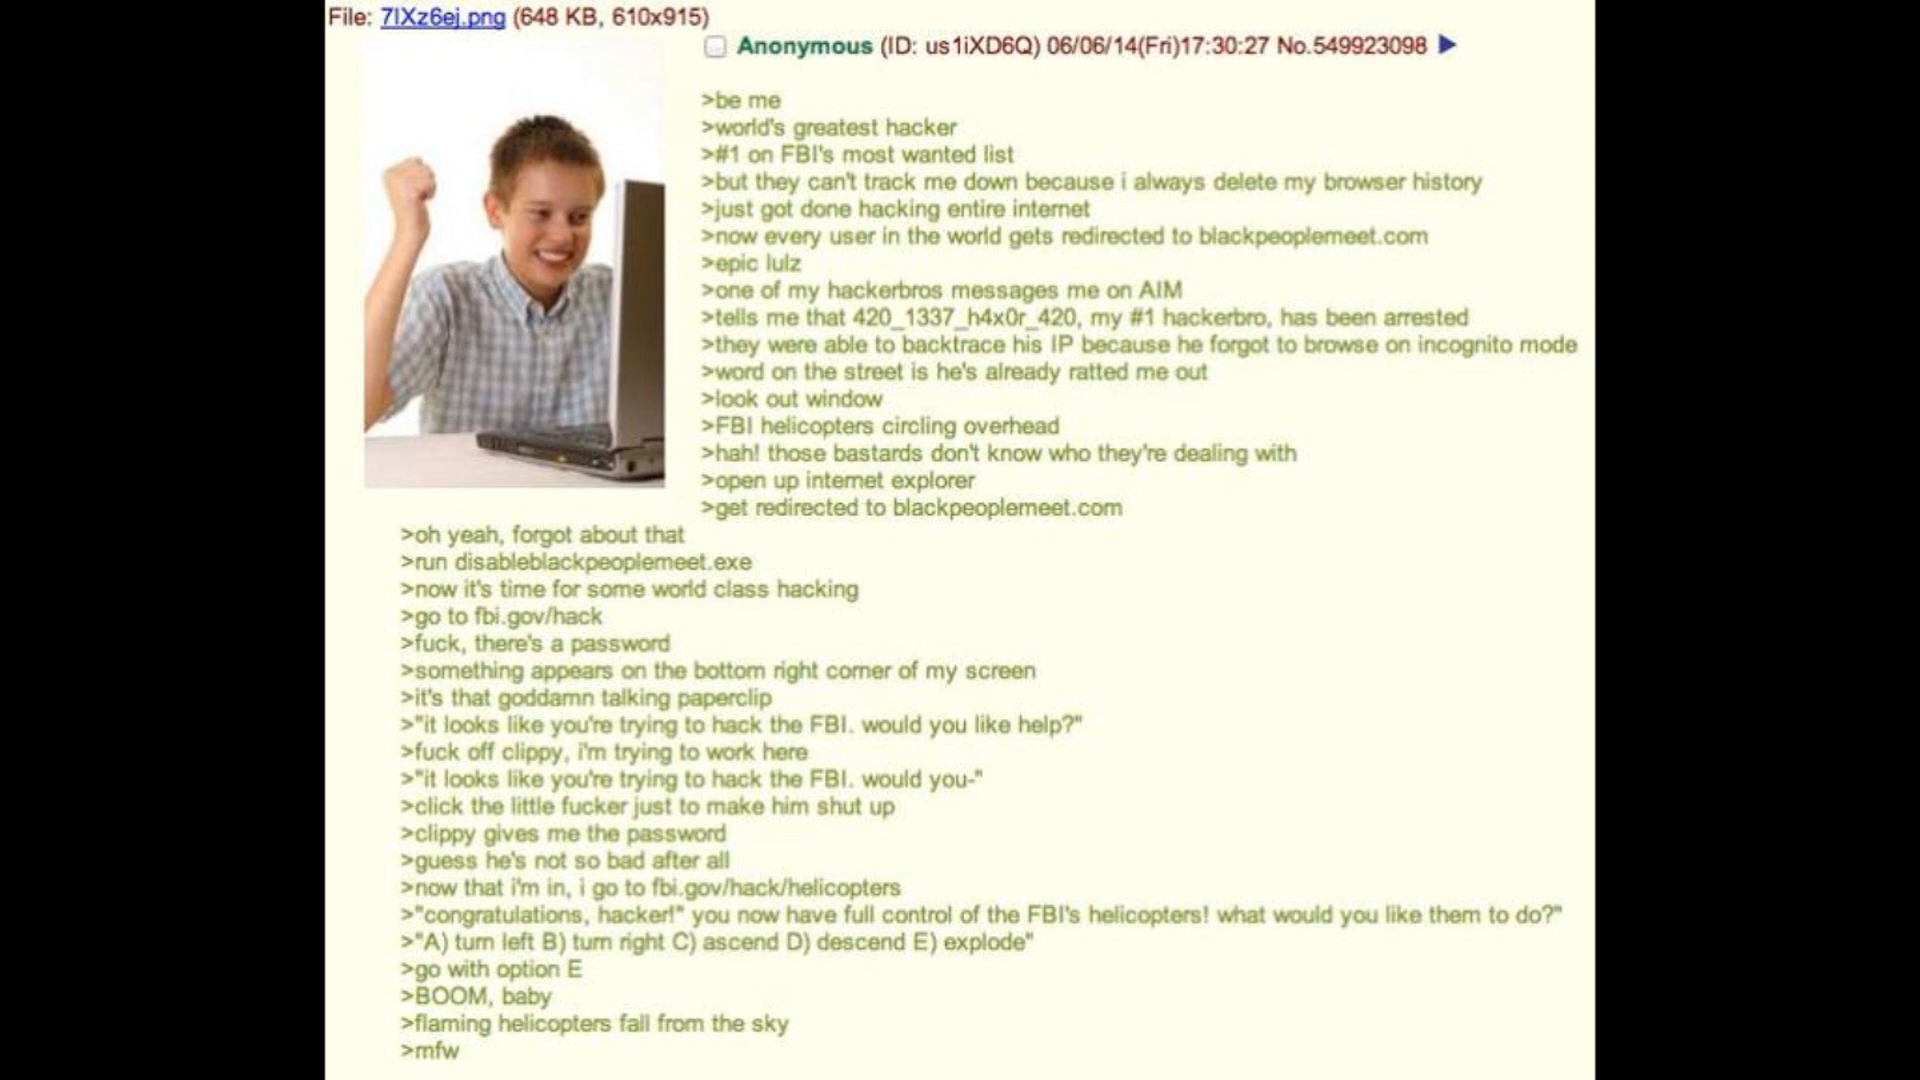 File: 7IXz6ej.png (648 KB, 610x915)
Anonymous (ID: us1iXD6Q) 06/06/14(Fri)17:30:27 No.549923098
>be me
>world's greatest hacker
>#1 on FBI's most wanted list
>but they can't track me down because i always delete my browser history
>just got done hacking entire internet
>now every user in the world gets redirected to blackpeoplemeet.com
>epic lulz
>one of my hackerbros messages me on AIM
>tells me that 420_1337_h4x0r_420, my #1 hackerbro, has been arrested
>they were able to backtrace his IP because he forgot to browse on incognito mode
>word on the street is he's already ratted me out
>look out window
>FBI helicopters circling overhead
>hah! those bastards don't know who they're dealing with
>open up internet explorer
>get redirected to blackpeoplemeet.com
>oh yeah, forgot about that
>run disableblackpeoplemeet.exe
>now it's time for some world class hacking
>go to fbi.gov/hack
>fuck, there's a password
>something appears on the bottom right corner of my screen
>it's that goddamn talking paperclip
>"it looks like you're trying to hack the FBI. would you like help?"
>fuck off clippy, i'm trying to work here
>"it looks like you're trying to hack the FBI. would you-"
>click the little fucker just to make him shut up
>clippy gives me the password
>guess he's not so bad after all
>now that i'm in, i go to fbi.gov/hack/helicopters
>"congratulations, hacker!" you now have full control of the FBI's helicopters! what would you like them to do?"
>"A) turn left B) turn right C) ascend D) descend E) explode"
>go with option E
>BOOM, baby
>flaming helicopters fall from the sky
>mfw